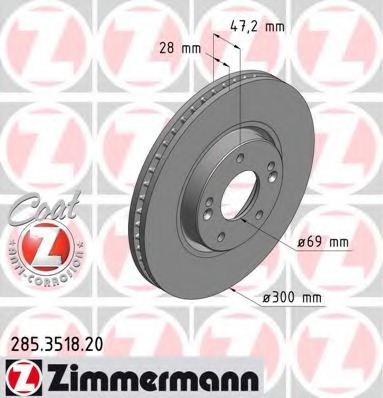 47,2 mm
28 mm
ø69 mm
ø300 mm
Coat
Z
ANTI-CORROSION
285.3518.20
Z Zimmermann